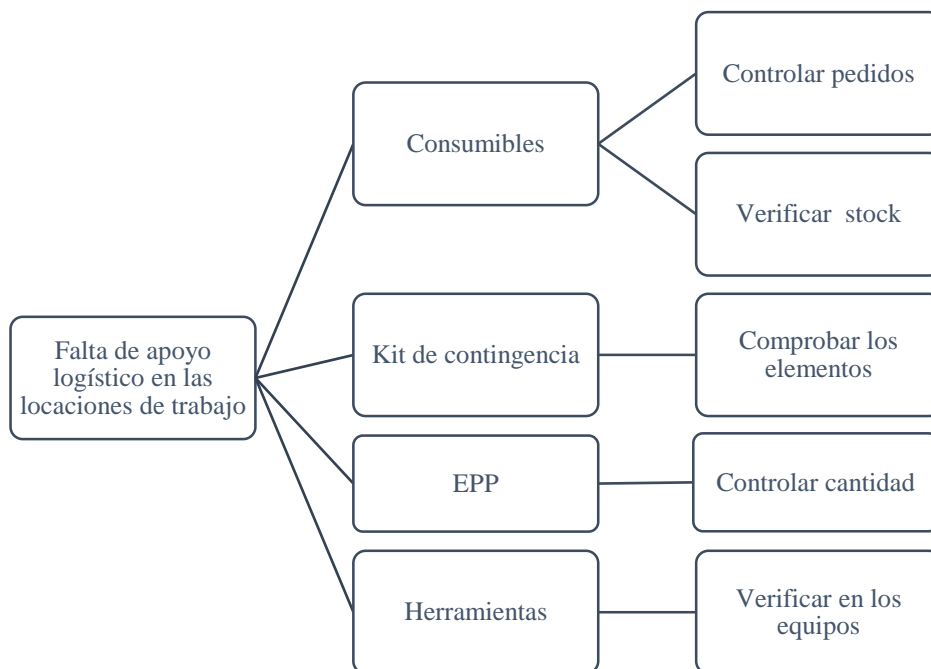 Falta de apoyo
logístico en las
locaciones de trabajo
Consumibles
Controlar pedidos
Verificar stock
Kit de contingencia
Comprobar los
elementos
EPP
Controlar cantidad
Herramientas
Verificar en los
equipos